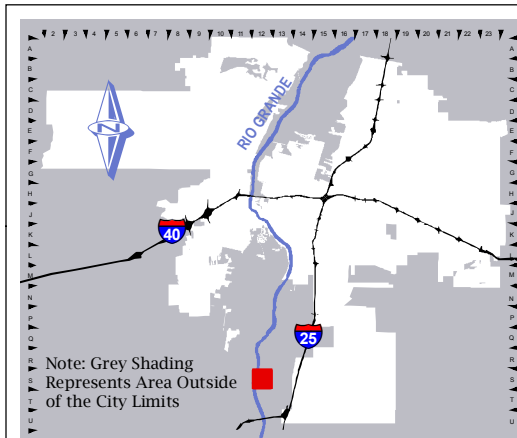 2 3 4 5 6 7 8 9 10 11 12 13 14 15 16 17 18 19 20 21 22 23
A A
B B
C C
D D
E E
F F
G G
H H
J J
K K
L L
M M
N N
P P
Q Q
R R
S S
T T
U U
RIO GRANDE
N
40
25
Note: Grey Shading
Represents Area Outside
of the City Limits